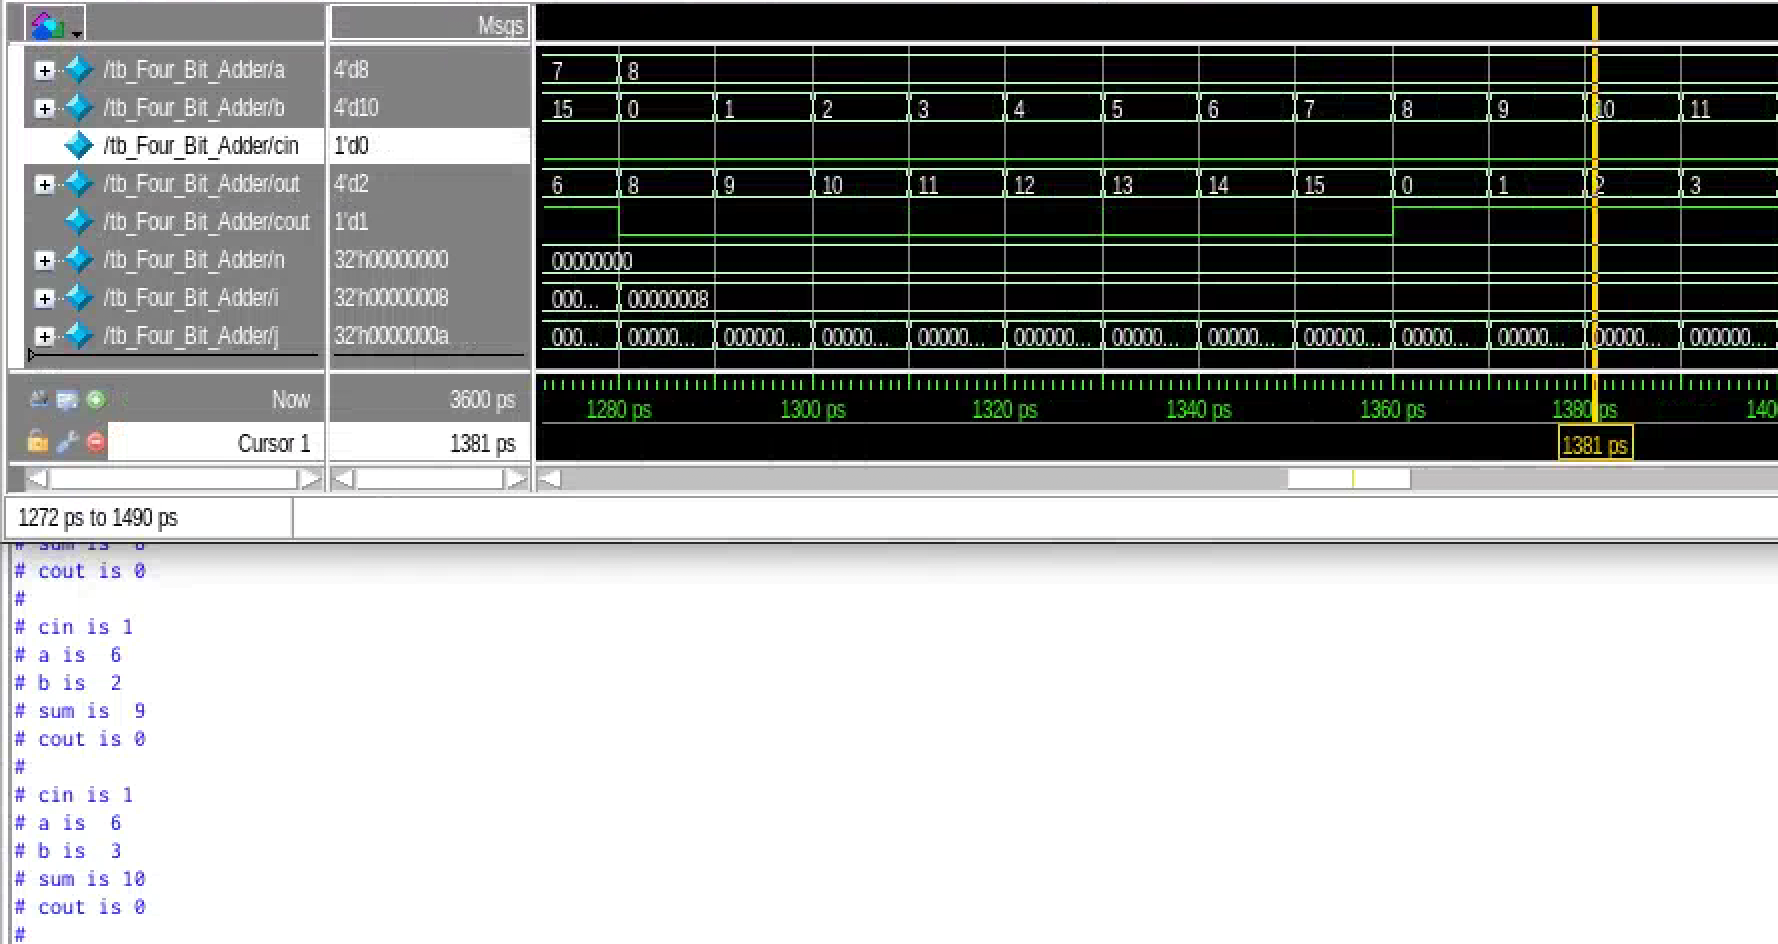 Msgs
/tb_Four_Bit_Adder/a 4'd8 7 8
/tb_Four_Bit_Adder/b 4'd10 15 0 1 2 3 4 5 6 7 8 9 10 11
/tb_Four_Bit_Adder/cin 1'd0
/tb_Four_Bit_Adder/out 4'd2 6 8 9 10 11 12 13 14 15 0 1 2 3
/tb_Four_Bit_Adder/cout 1'd1
/tb_Four_Bit_Adder/n 32'h00000000 00000000
/tb_Four_Bit_Adder/i 32'h00000008 000... 00000008
/tb_Four_Bit_Adder/j 32'h0000000a 000... 00000... 000000... 00000... 00000... 000000... 00000... 00000... 00000... 00000... 00000... 00000... 000000...
Now 3600 ps 1280 ps 1300 ps 1320 ps 1340 ps 1360 ps 1380 ps
Cursor 1 1381 ps 1381 ps
1272 ps to 1490 ps
# sum is
# cout is 0
#
# cin is 1
# a is 6
# b is 2
# sum is 9
# cout is 0
#
# cin is 1
# a is 6
# b is 3
# sum is 10
# cout is 0
#